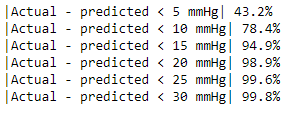 |Actual - predicted < 5 mmHg| 43.2%
|Actual - predicted < 10 mmHg| 78.4%
|Actual - predicted < 15 mmHg| 94.9%
|Actual - predicted < 20 mmHg| 98.9%
|Actual - predicted < 25 mmHg| 99.6%
|Actual - predicted < 30 mmHg| 99.8%